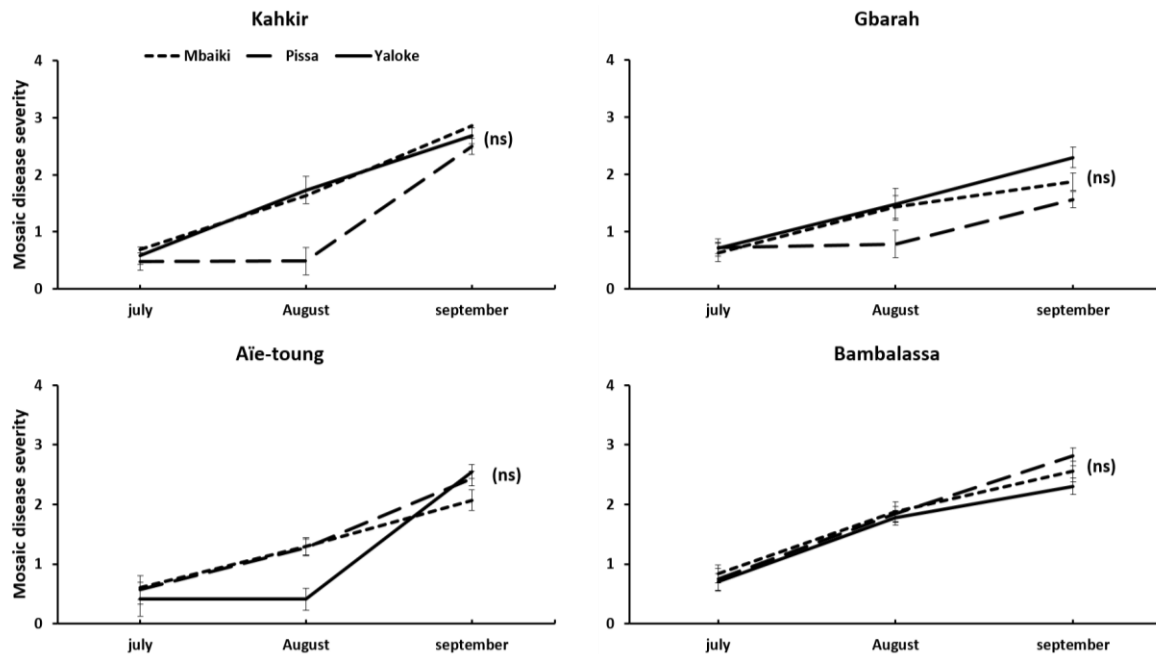 Kahkir
Mbaiki Pissa Yaloke
Mosaic disease severity
4
3
2
1
0
(ns)
july August september
Gbarah
4
3
2
1
0
(ns)
july August september
Aïe-toung
Mosaic disease severity
4
3
2
1
0
(ns)
july August september
Bambalassa
4
3
2
1
0
(ns)
july August september